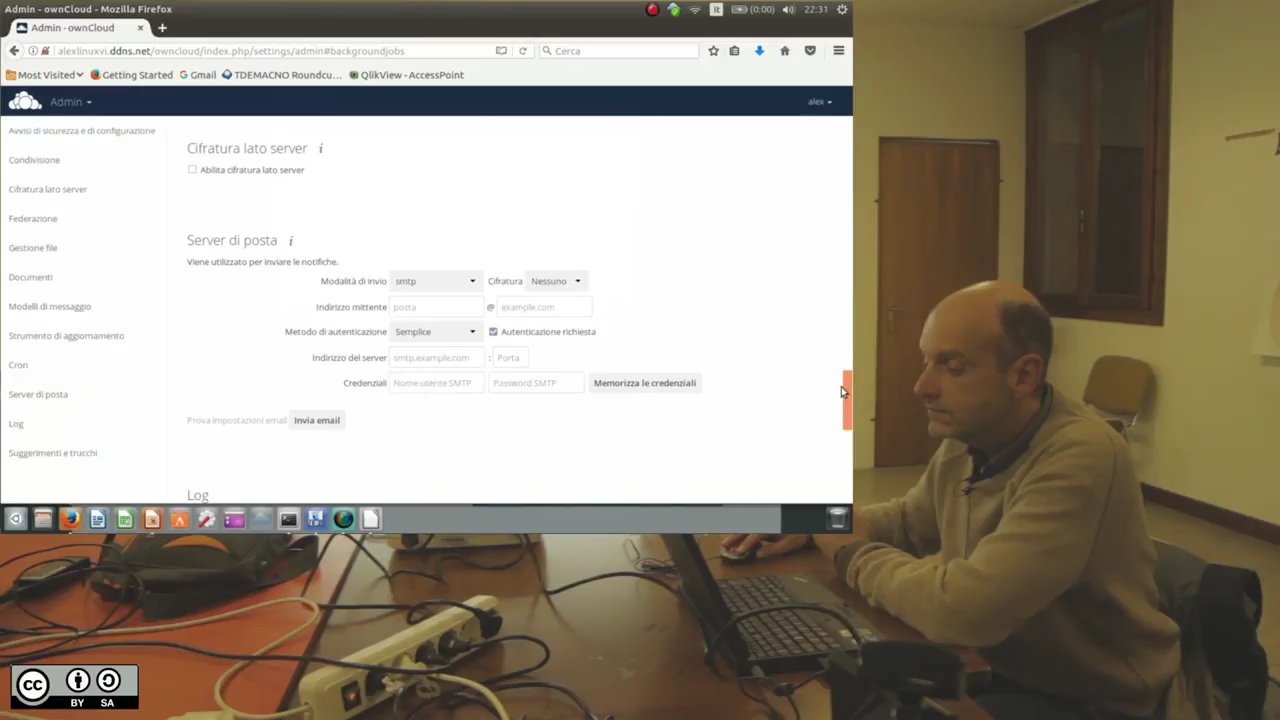 Admin - ownCloud - Mozilla Firefox
It
(0:00)
22:31
Admin - ownCloud
alexlinuxvi.ddns.net/owncloud/index.php/settings/admin#backgroundjobs
Cerca
Most Visited
Getting Started
Gmail
TDEMACNO Roundcu...
QlikView - AccessPoint
Admin
alex
Avvisi di sicurezza e di configurazione
Condivisione
Cifratura lato server
Federazione
Gestione file
Documenti
Modelli di messaggio
Strumento di aggiornamento
Cron
Server di posta
Log
Suggerimenti e trucchi
Cifratura lato server i
Abilita cifratura lato server
Server di posta i
Viene utilizzato per inviare le notifiche.
Modalità di invio smtp Cifratura Nessuno
Indirizzo mittente posta @ example.com
Metodo di autenticazione Semplice Autenticazione richiesta
Indirizzo del server smtp.example.com : Porta
Credenziali Nome utente SMTP Password SMTP Memorizza le credenziali
Prova impostazioni email Invia email
Log
cc
BY SA